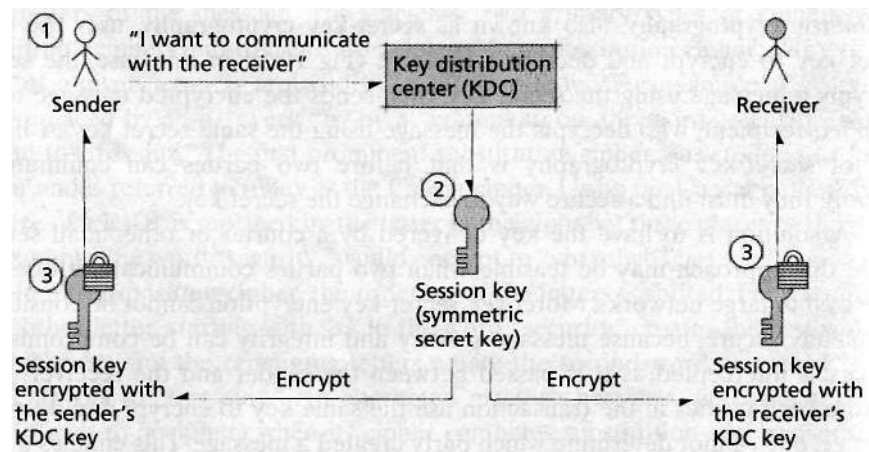 1
"I want to communicate
with the receiver"
Key distribution
center (KDC)
Sender
Receiver
2
3
3
Session key
(symmetric
secret key)
Session key
encrypted with
the sender's
KDC key
Encrypt
Encrypt
Session key
encrypted with
the receiver's
KDC key